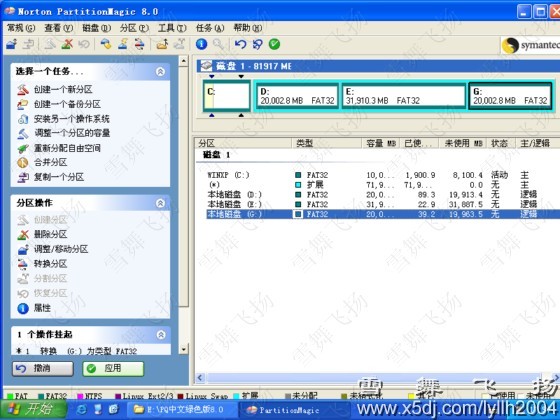 Norton PartitionMagic 8.0
常规(G) 查看(V) 磁盘(D) 分区(P) 工具(T) 任务(A) 帮助(H)
symantec
选择一个任务...
创建一个新分区
创建一个备份分区
安装另一个操作系统
调整一个分区的容量
重新分配自由空间
合并分区
复制一个分区
分区操作
创建分区
删除分区
调整/移动分区
转换分区
分割分区
恢复分区
属性
1 个操作挂起
* 1 转换 (G:) 为类型 FAT32
撤消
应用
磁盘 1 - 81917 MB
C:
D:
20,002.8 MB FAT32
E:
31,910.3 MB FAT32
G:
20,002.8 MB FAT32
分区 类型 容量 MB 已使... 未使用 MB 状态 主/逻辑
磁盘 1
WINXP (C:) FAT32 10,0... 1,900.9 8,100.4 活动 主
(*) 扩展 71,9... 71,9... 0.0 无 主
本地磁盘 (D:) FAT32 20,0... 89.3 19,913.4 无 逻辑
本地磁盘 (E:) FAT32 31,9... 22.9 31,887.5 无 逻辑
本地磁盘 (G:) FAT32 20,0... 39.2 19,963.5 无 逻辑
FAT FAT32 NTFS Linux Ext2/3 Linux Swap 扩展 未分配 未格式化 其它 已使用 未使用
开始
H:\PQ中文绿色版8.0
PartitionMagic
雪舞飞扬
www.x5dj.com/lyllh2004